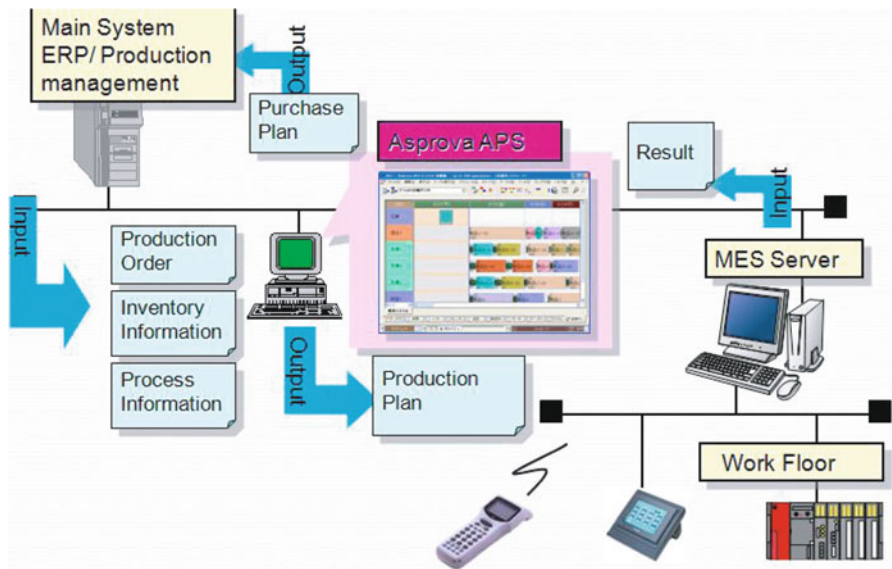 Main System
ERP/ Production
management
Output
Purchase
Plan
Asprova APS
Result
Input
Input
Production
Order
Inventory
Information
Process
Information
Output
Production
Plan
MES Server
Work Floor